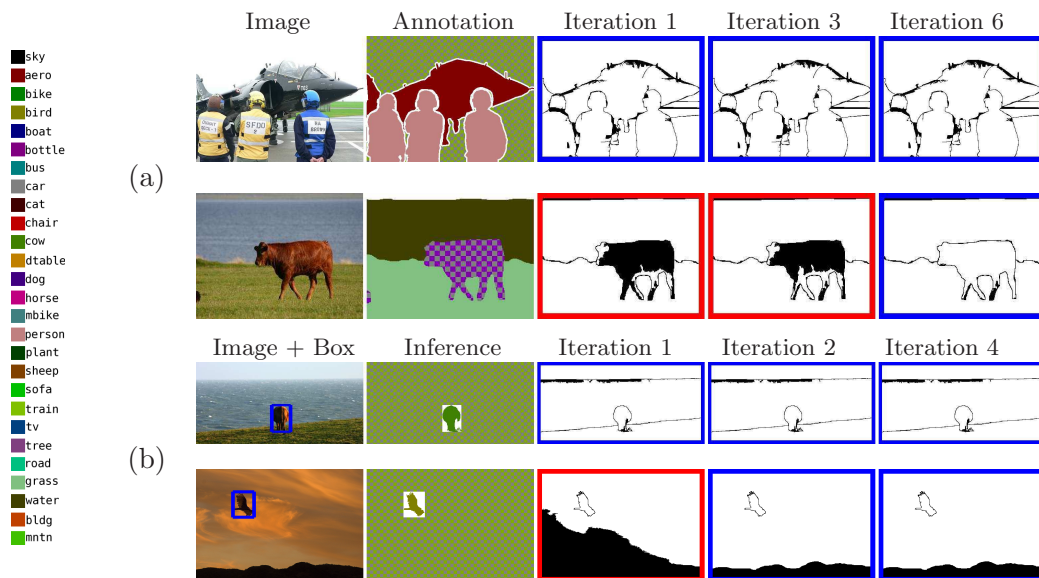 Image Annotation Iteration 1 Iteration 3 Iteration 6
sky
aero
bike
bird
boat
bottle
bus
car
cat
chair
cow
dtable
dog
horse
mbike
person
plant
sheep
sofa
train
tv
tree
road
grass
water
bldg
mntn
(a)
SFDO
8
Image + Box Inference Iteration 1 Iteration 2 Iteration 4
(b)